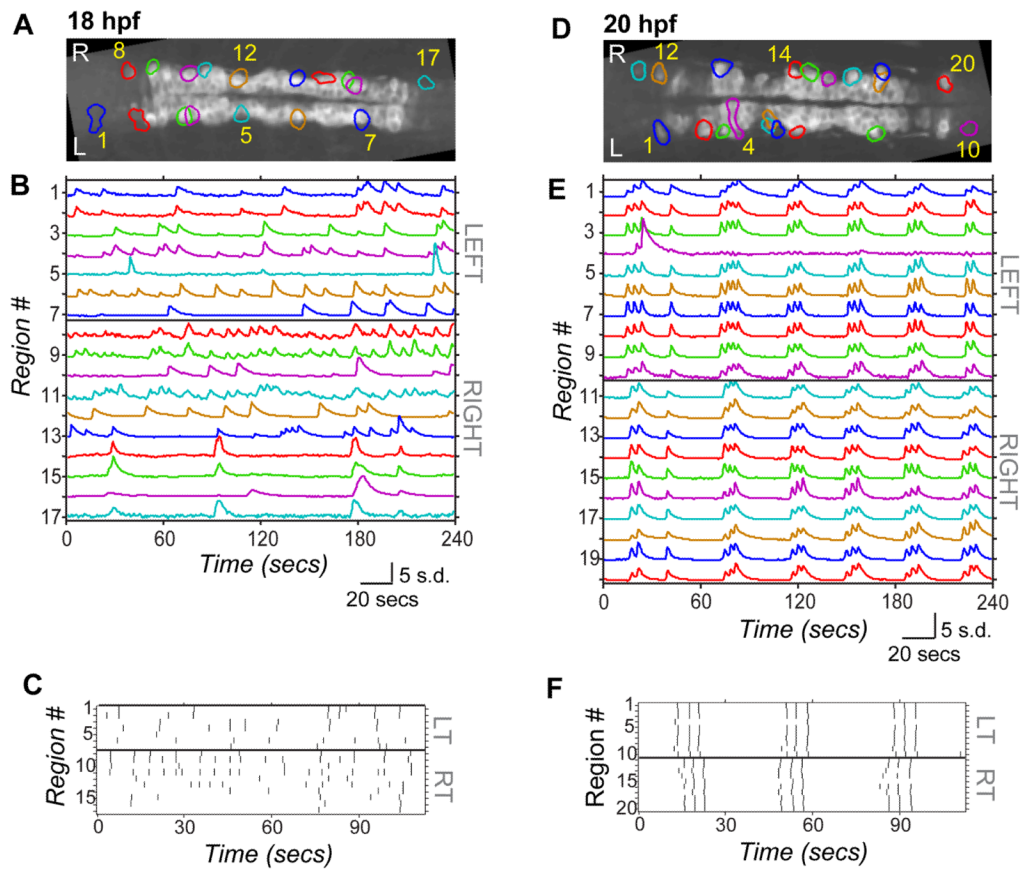 A 18 hpf
R
8
12
17
1
5
7
L
B
1
3
5
7
9
11
13
15
17
Region #
LEFT
RIGHT
0 60 120 180 240
Time (secs)
5 s.d.
20 secs
C
1
5
10
15
Region #
LT
RT
0 30 60 90
Time (secs)
D 20 hpf
R
12
14
20
1
4
10
L
E
1
3
5
7
9
11
13
15
17
19
Region #
LEFT
RIGHT
0 60 120 180 240
Time (secs)
5 s.d.
20 secs
F
1
5
10
15
20
Region #
LT
RT
0 30 60 90
Time (secs)